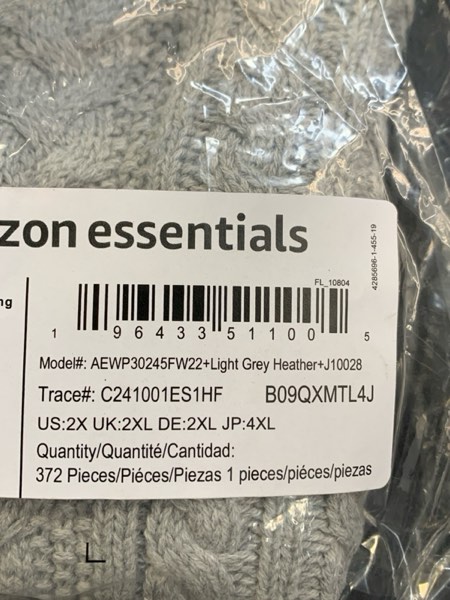 zon essentials
4285696-1-455-19
FL_10804
ng
1 96433 51100 5
Model#: AEWP30245FW22+Light Grey Heather+J10028
Trace#: C241001ES1HF B09QXMTL4J
US:2X UK:2XL DE:2XL JP:4XL
Quantity/Quantité/Cantidad:
372 Pieces/Piéces/Piezas 1 pieces/piéces/piezas
L